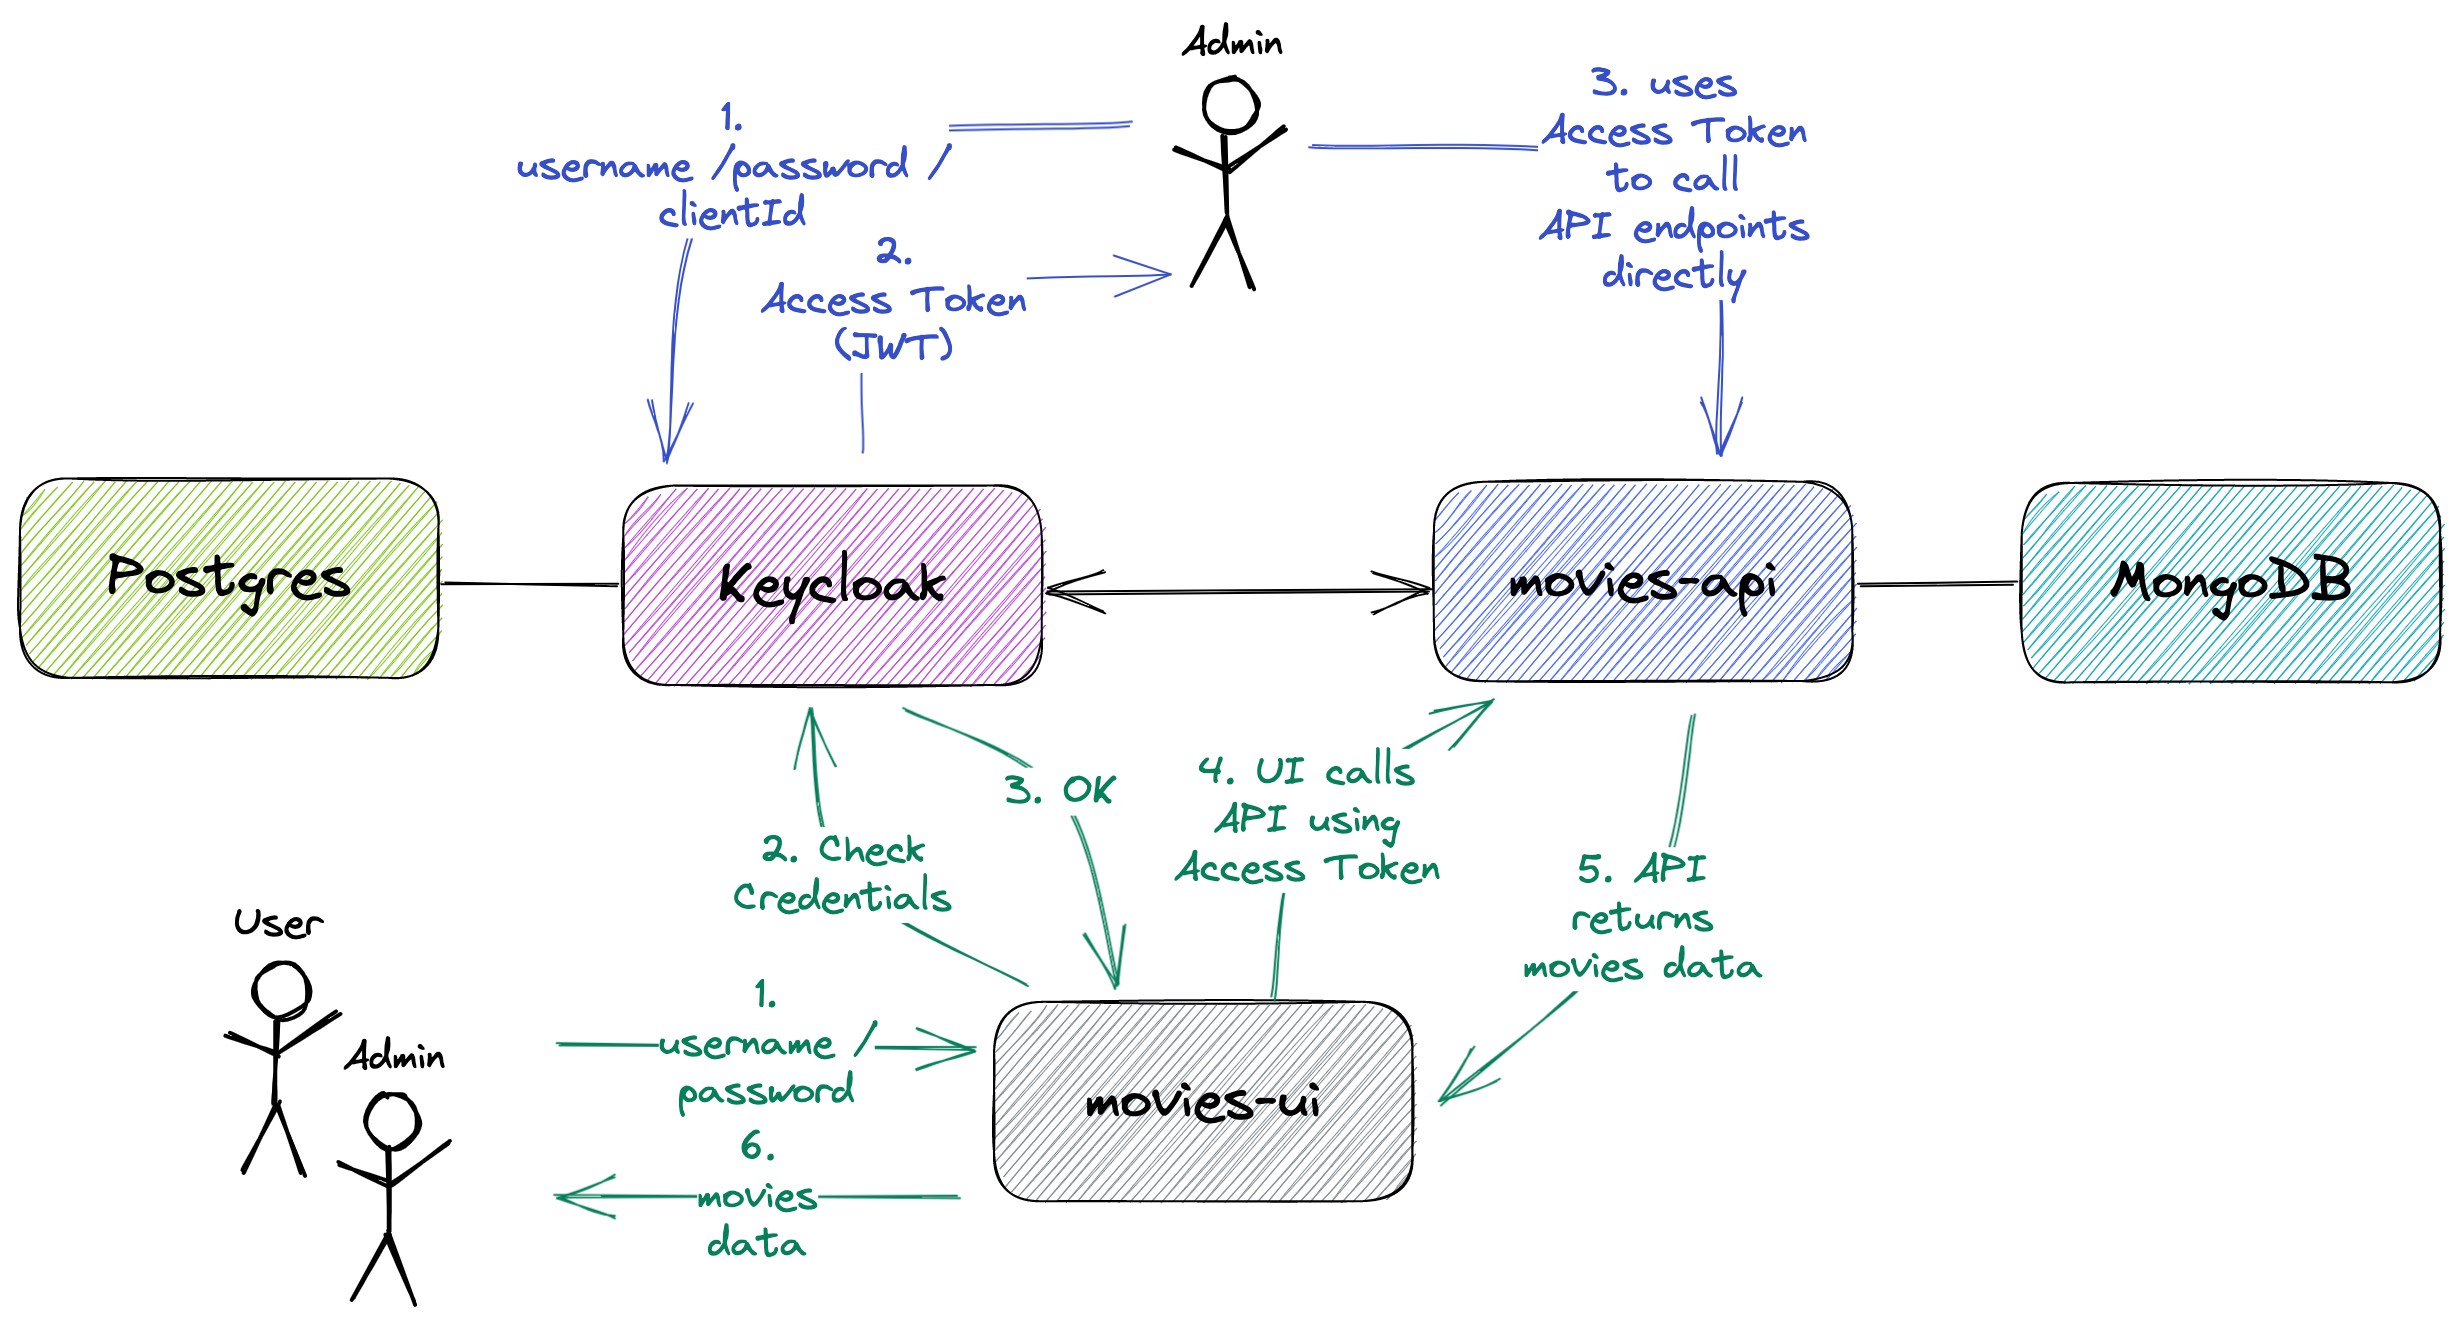 Admin
1.
username /password /
clientId
2.
Access Token
(JWT)
3. uses
Access Token
to call
API endpoints
directly
Postgres
Keycloak
movies-api
MongoDB
3. OK
2. Check
Credentials
4. UI calls
API using
Access Token
5. API
returns
movies data
User
Admin
1.
username /
password
6.
movies
data
movies-ui